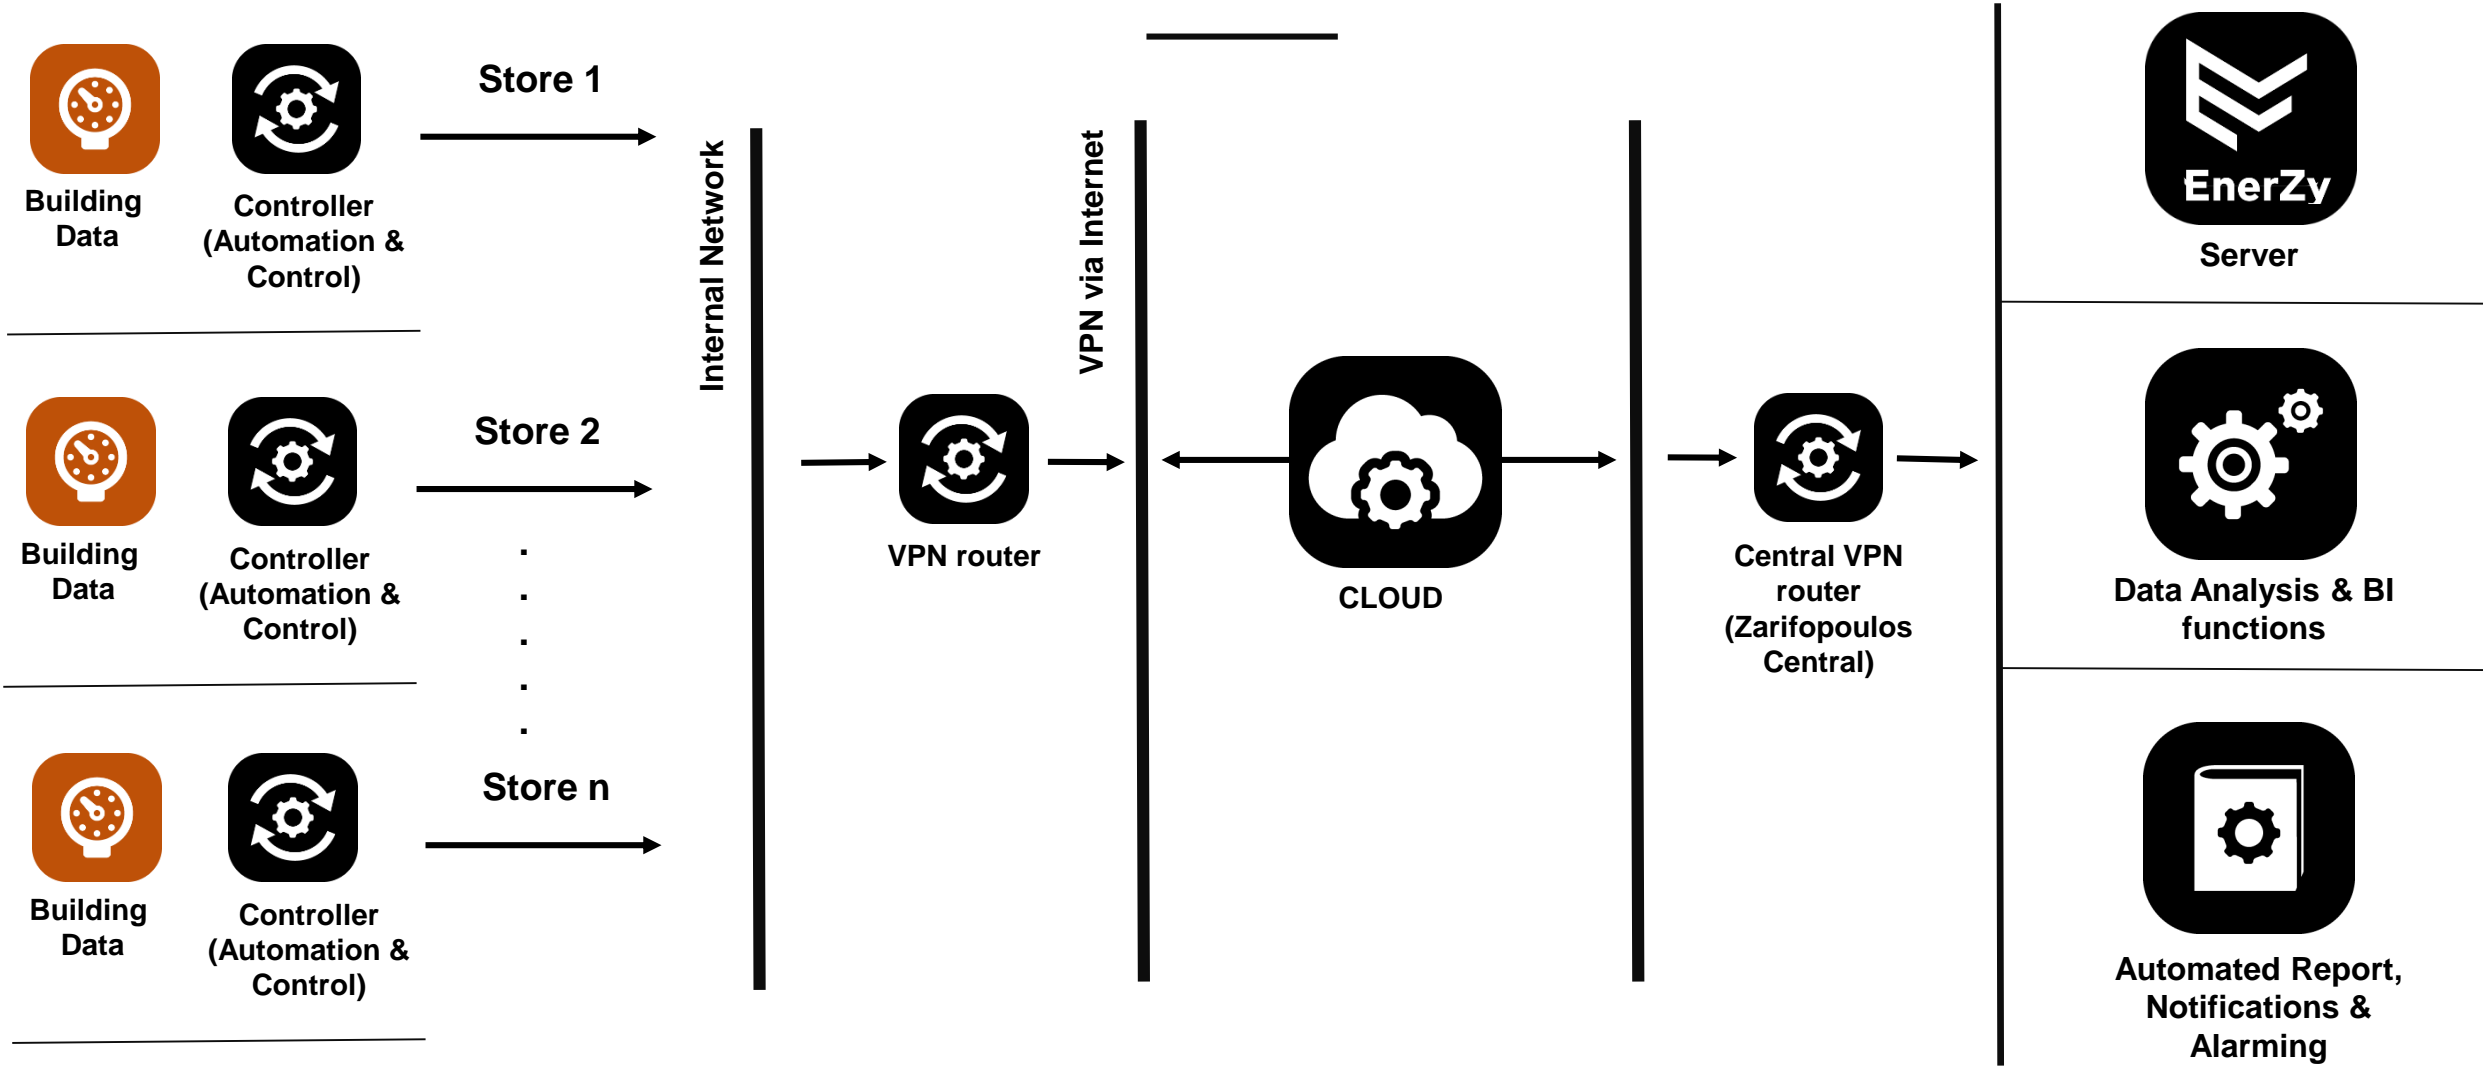 Store 1
Building
Data
Controller
(Automation &
Control)
Store 2
Building
Data
Controller
(Automation &
Control)
.
.
.
.
.
Store n
Building
Data
Controller
(Automation &
Control)
Internal Network
VPN router
VPN via Internet
CLOUD
Central VPN
router
(Zarifopoulos
Central)
EnerZy
Server
Data Analysis & BI
functions
Automated Report,
Notifications &
Alarming